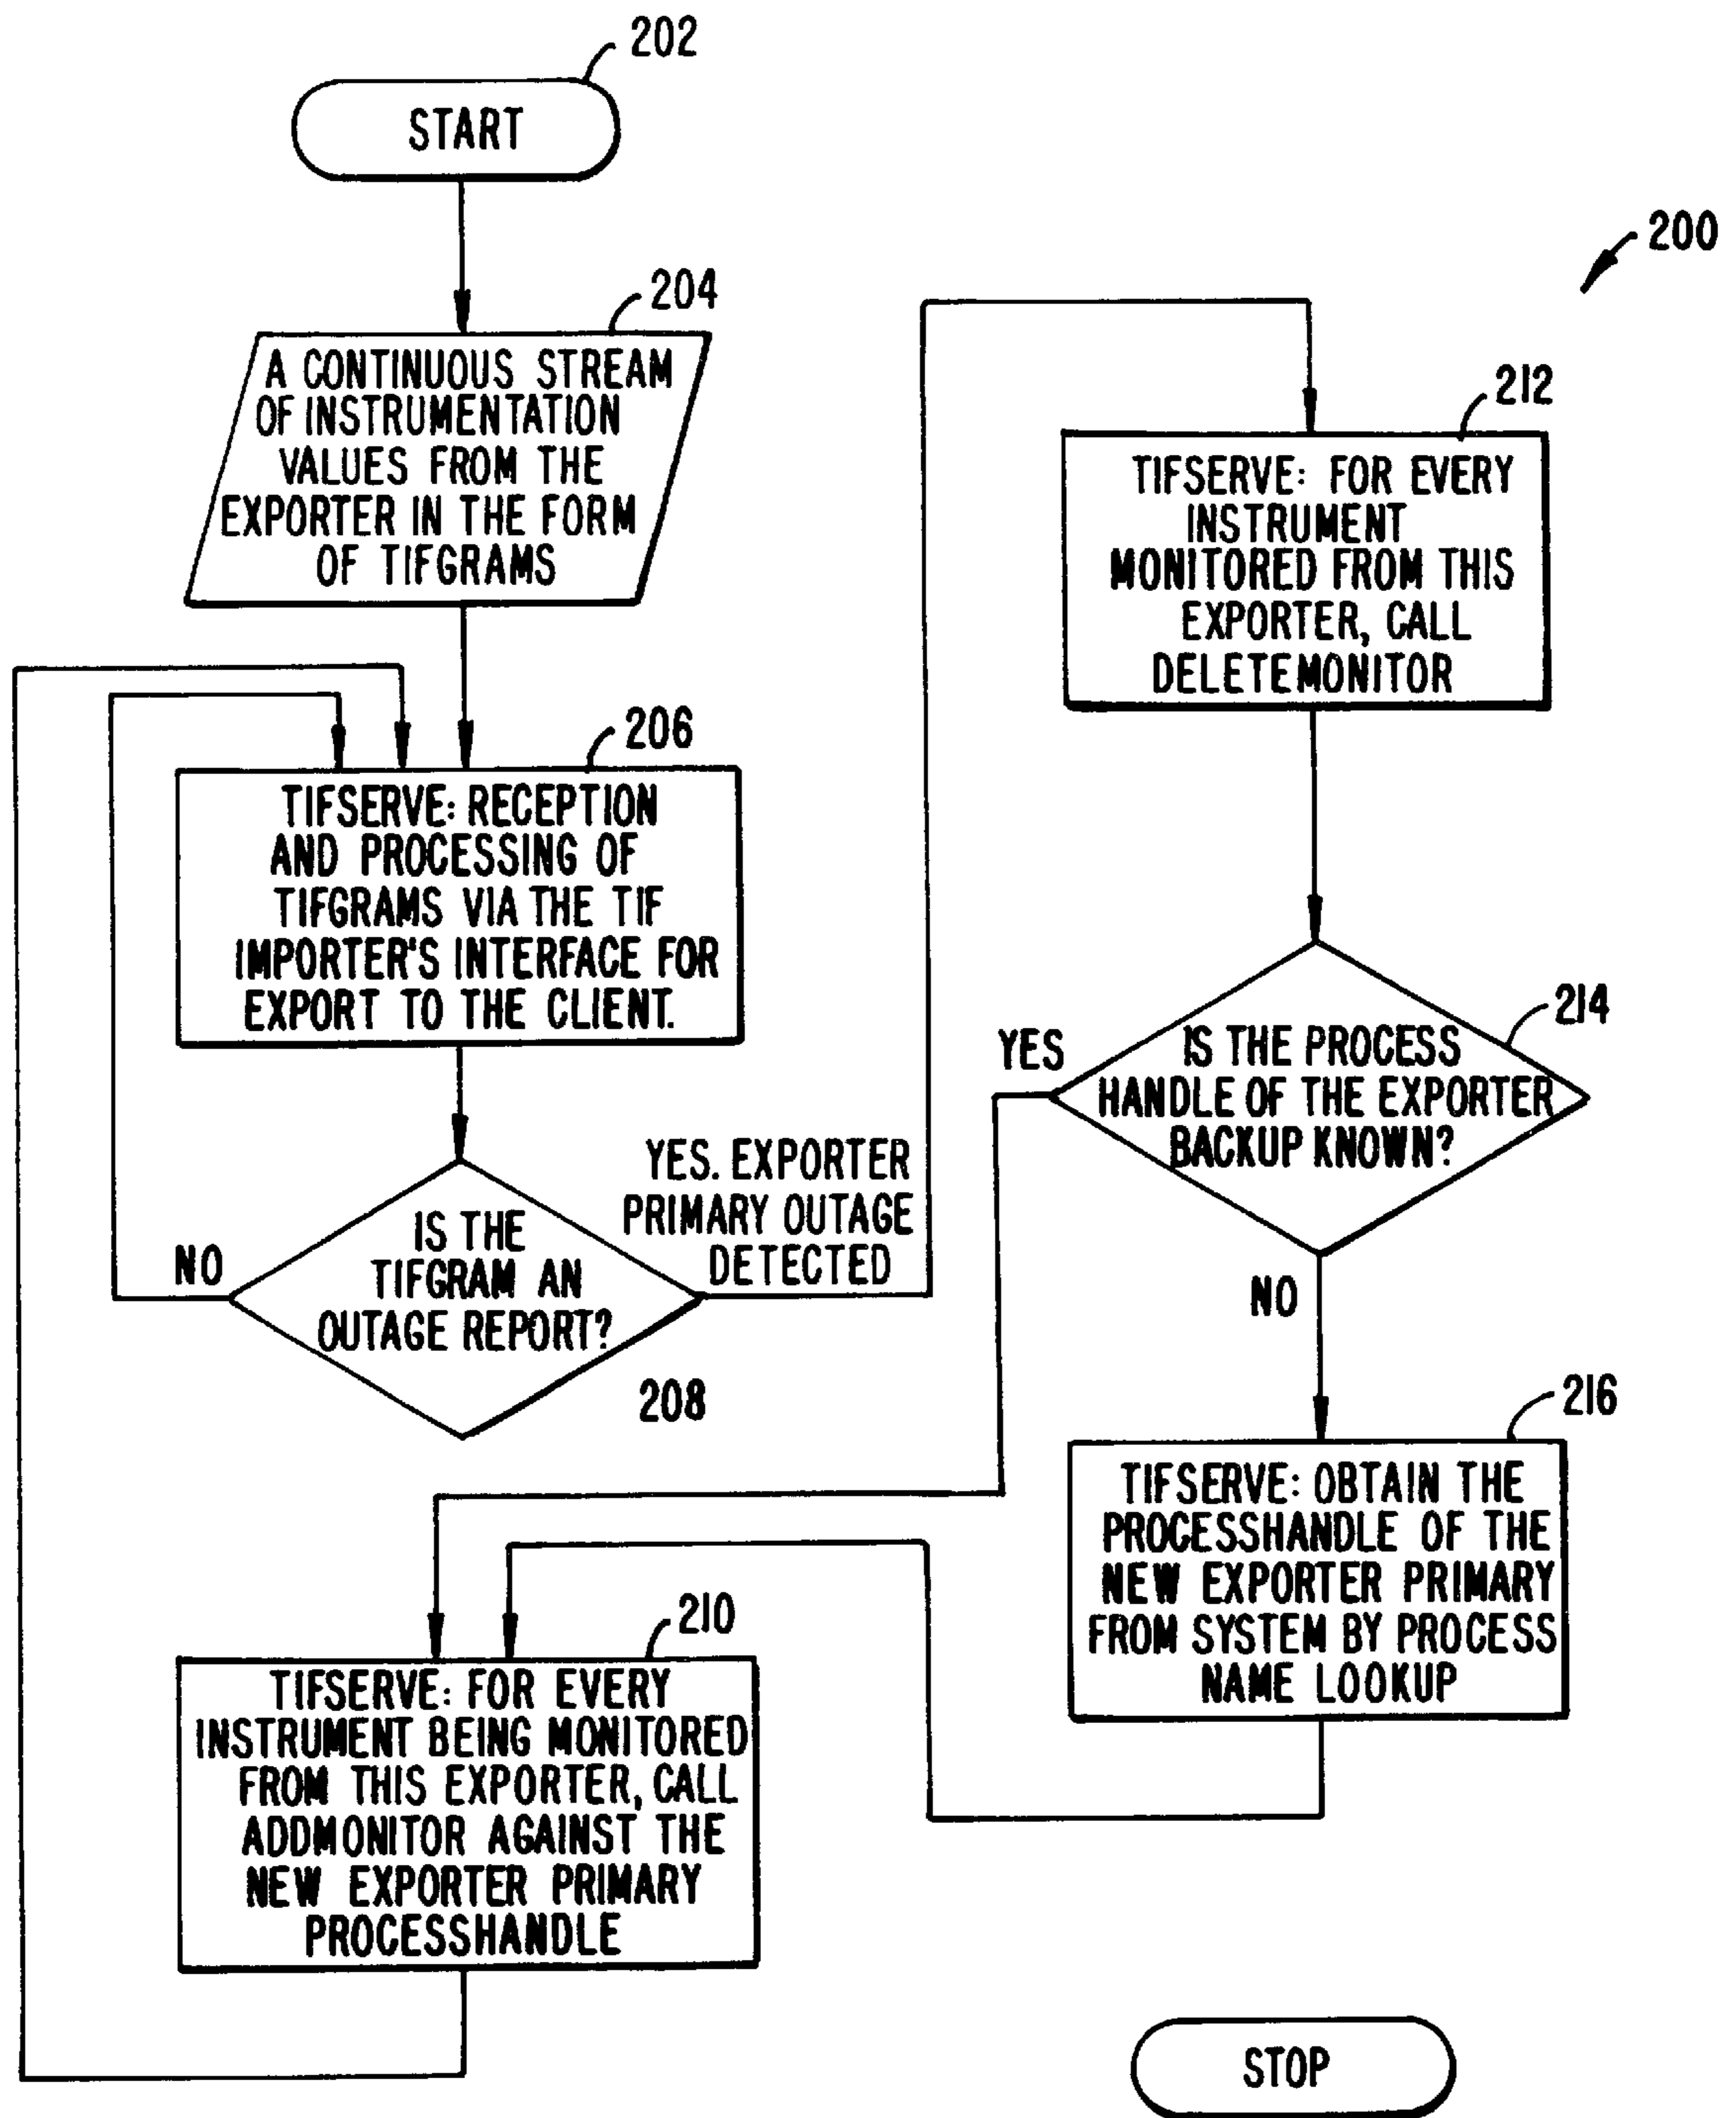 202
START
200
204
A CONTINUOUS STREAM
OF INSTRUMENTATION
VALUES FROM THE
EXPORTER IN THE FORM
OF TIFGRAMS
206
TIFSERVE: RECEPTION
AND PROCESSING OF
TIFGRAMS VIA THE TIF
IMPORTER'S INTERFACE FOR
EXPORT TO THE CLIENT.
IS THE
TIFGRAM AN
OUTAGE REPORT?
208
NO
YES. EXPORTER
PRIMARY OUTAGE
DETECTED
212
TIFSERVE: FOR EVERY
INSTRUMENT
MONITORED FROM THIS
EXPORTER, CALL
DELETEMONITOR
214
IS THE PROCESS
HANDLE OF THE EXPORTER
BACKUP KNOWN?
YES
NO
216
TIFSERVE: OBTAIN THE
PROCESSHANDLE OF THE
NEW EXPORTER PRIMARY
FROM SYSTEM BY PROCESS
NAME LOOKUP
210
TIFSERVE: FOR EVERY
INSTRUMENT BEING MONITORED
FROM THIS EXPORTER, CALL
ADDMONITOR AGAINST THE
NEW EXPORTER PRIMARY
PROCESSHANDLE
STOP